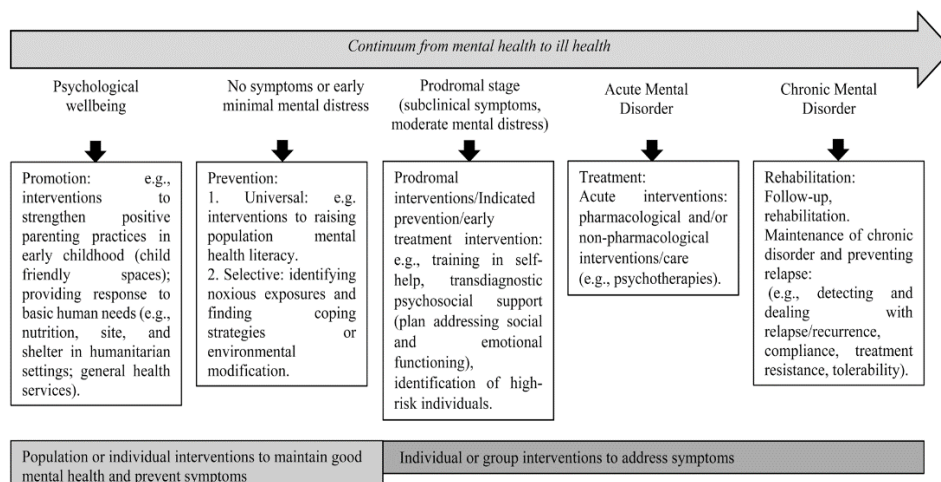 Continuum from mental health to ill health
Psychological
wellbeing
No symptoms or early
minimal mental distress
Prodromal stage
(subclinical symptoms,
moderate mental distress)
Acute Mental
Disorder
Chronic Mental
Disorder
Promotion: e.g.,
interventions to
strengthen positive
parenting practices in
early childhood (child
friendly spaces);
providing response to
basic human needs (e.g.,
nutrition, site, and
shelter in humanitarian
settings; general health
services).
Prevention:
1. Universal: e.g.
interventions to raising
population mental
health literacy.
2. Selective: identifying
noxious exposures and
finding coping
strategies or
environmental
modification.
Prodromal
interventions/Indicated
prevention/early
treatment intervention:
e.g., training in self-
help, transdiagnostic
psychosocial support
(plan addressing social
and emotional
functioning),
identification of high-
risk individuals.
Treatment:
Acute interventions:
pharmacological and/or
non-pharmacological
interventions/care
(e.g., psychotherapies).
Rehabilitation:
Follow-up,
rehabilitation.
Maintenance of chronic
disorder and preventing
relapse:
(e.g., detecting and
dealing with
relapse/recurrence,
compliance, treatment
resistance, tolerability).
Population or individual interventions to maintain good
mental health and prevent symptoms
Individual or group interventions to address symptoms